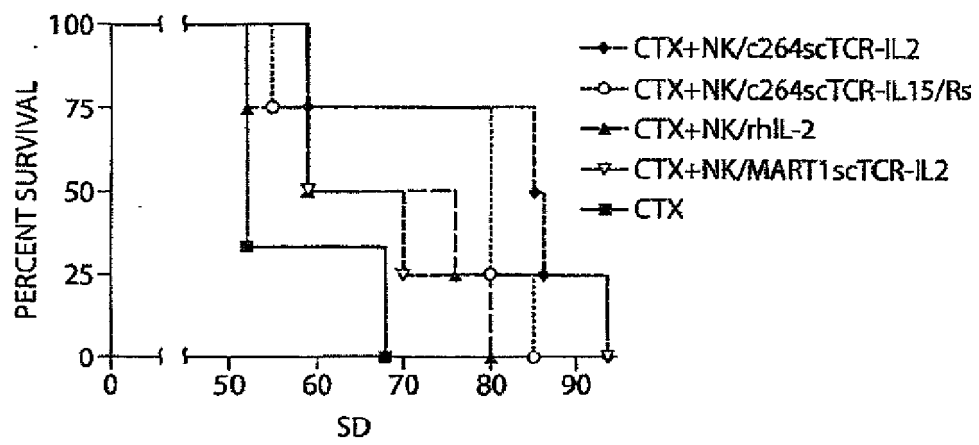 100
75
50
25
0
PERCENT SURVIVAL
0 50 60 70 80 90
SD
CTX+NK/c264scTCR-IL2
CTX+NK/c264scTCR-IL15/Rs
CTX+NK/rhIL-2
CTX+NK/MART1scTCR-IL2
CTX